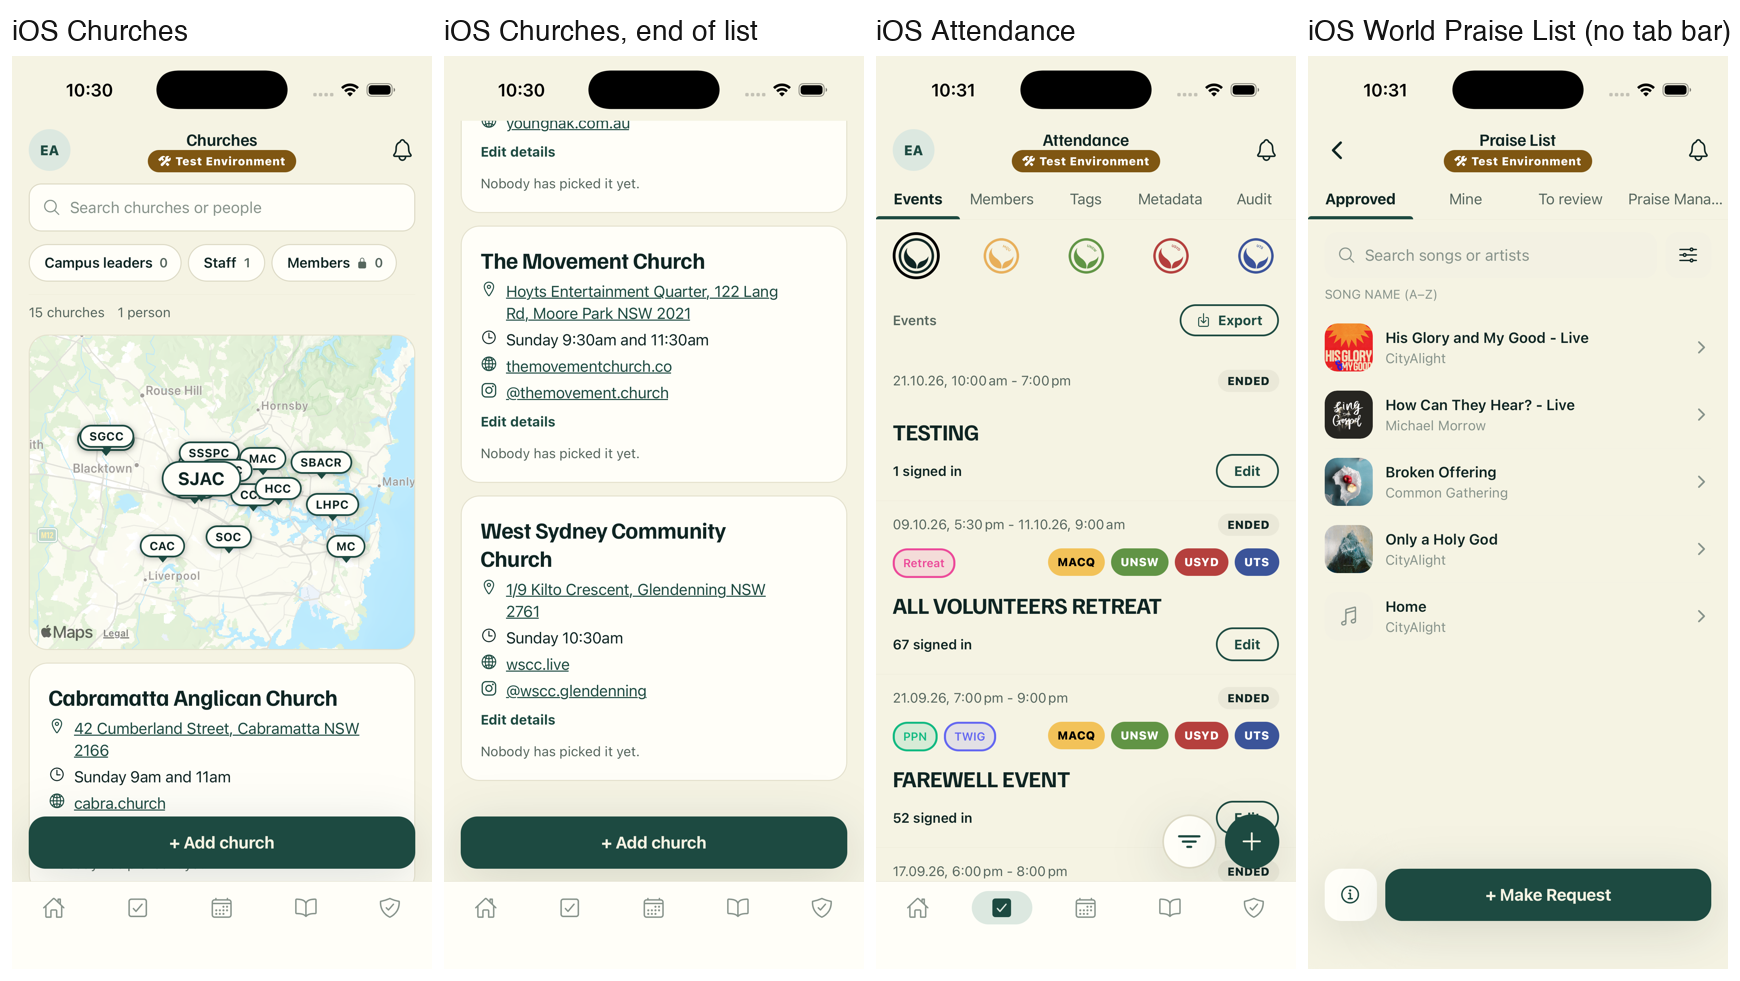 iOS Churches
10:30
EA
Churches
🛠 Test Environment
Search churches or people
Campus leaders 0
Staff 1
Members 0
15 churches 1 person
Rouse Hill
Hornsby
ith
SGCC
Blacktown
SSSPC
MAC
SBACR
SJAC
HCC
Manly
LHPC
M12
CAC
SOC
MC
Liverpool
Maps Legal
Cabramatta Anglican Church
42 Cumberland Street, Cabramatta NSW
2166
Sunday 9am and 11am
cabra.church
+ Add church
iOS Churches, end of list
10:30
youngnak.com.au
Edit details
Nobody has picked it yet.
The Movement Church
Hoyts Entertainment Quarter, 122 Lang
Rd, Moore Park NSW 2021
Sunday 9:30am and 11:30am
themovementchurch.co
@themovement.church
Edit details
Nobody has picked it yet.
West Sydney Community
Church
1/9 Kilto Crescent, Glendenning NSW
2761
Sunday 10:30am
wscc.live
@wscc.glendenning
Edit details
Nobody has picked it yet.
+ Add church
iOS Attendance
10:31
EA
Attendance
🛠 Test Environment
Events Members Tags Metadata Audit
Events
Export
21.10.26, 10:00 am - 7:00 pm ENDED
TESTING
1 signed in Edit
09.10.26, 5:30 pm - 11.10.26, 9:00 am ENDED
Retreat MACQ UNSW USYD UTS
ALL VOLUNTEERS RETREAT
67 signed in Edit
21.09.26, 7:00 pm - 9:00 pm ENDED
PPN TWIG MACQ UNSW USYD UTS
FAREWELL EVENT
52 signed in
17.09.26, 6:00 pm - 8:00 pm ENDED
iOS World Praise List (no tab bar)
10:31
Praise List
🛠 Test Environment
Approved Mine To review Praise Mana...
Search songs or artists
SONG NAME (A–Z)
HIS GLORY
MY GOOD
His Glory and My Good - Live
CityAlight
How Can They Hear? - Live
Michael Morrow
Broken Offering
Common Gathering
Only a Holy God
CityAlight
Home
CityAlight
+ Make Request